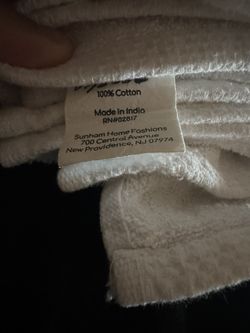 100% Cotton
Made in India
RN#02817
Sunham Home Fashions
700 Central Avenue
New Providence, NJ 07974